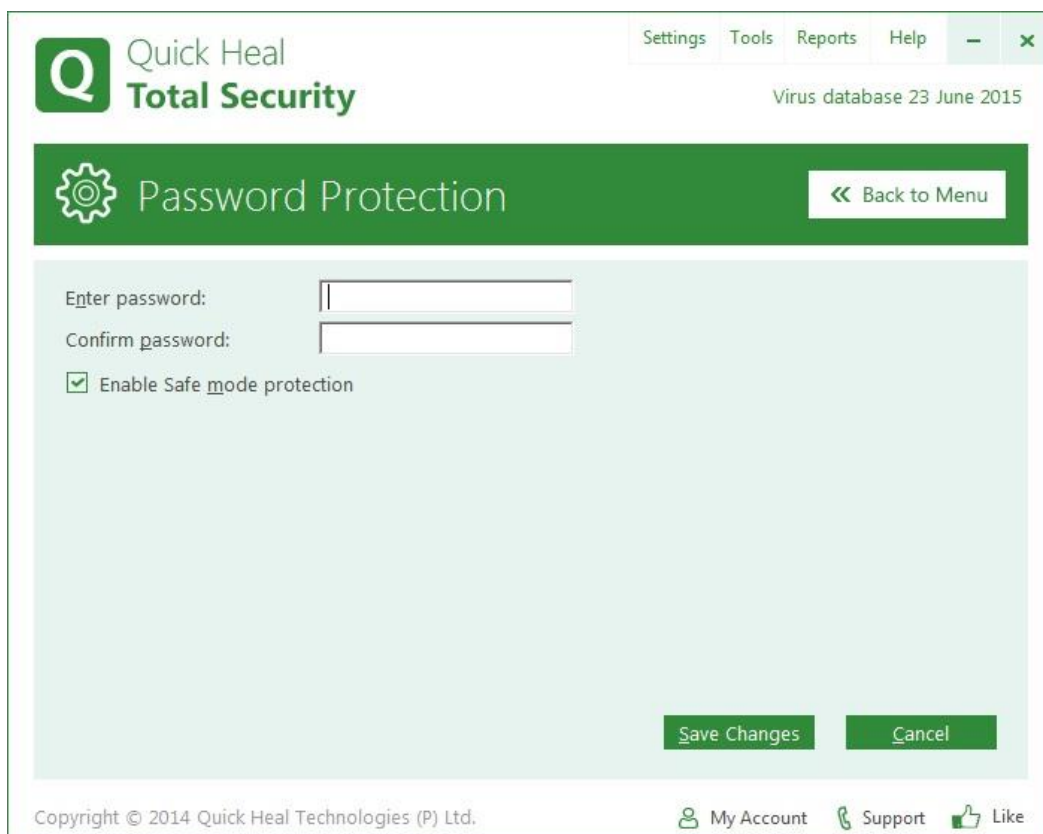 Q
Quick Heal
Total Security
Settings Tools Reports Help
Virus database 23 June 2015
Password Protection
Back to Menu
Enter password:
Confirm password:
Enable Safe mode protection
Save Changes Cancel
Copyright © 2014 Quick Heal Technologies (P) Ltd. My Account Support Like